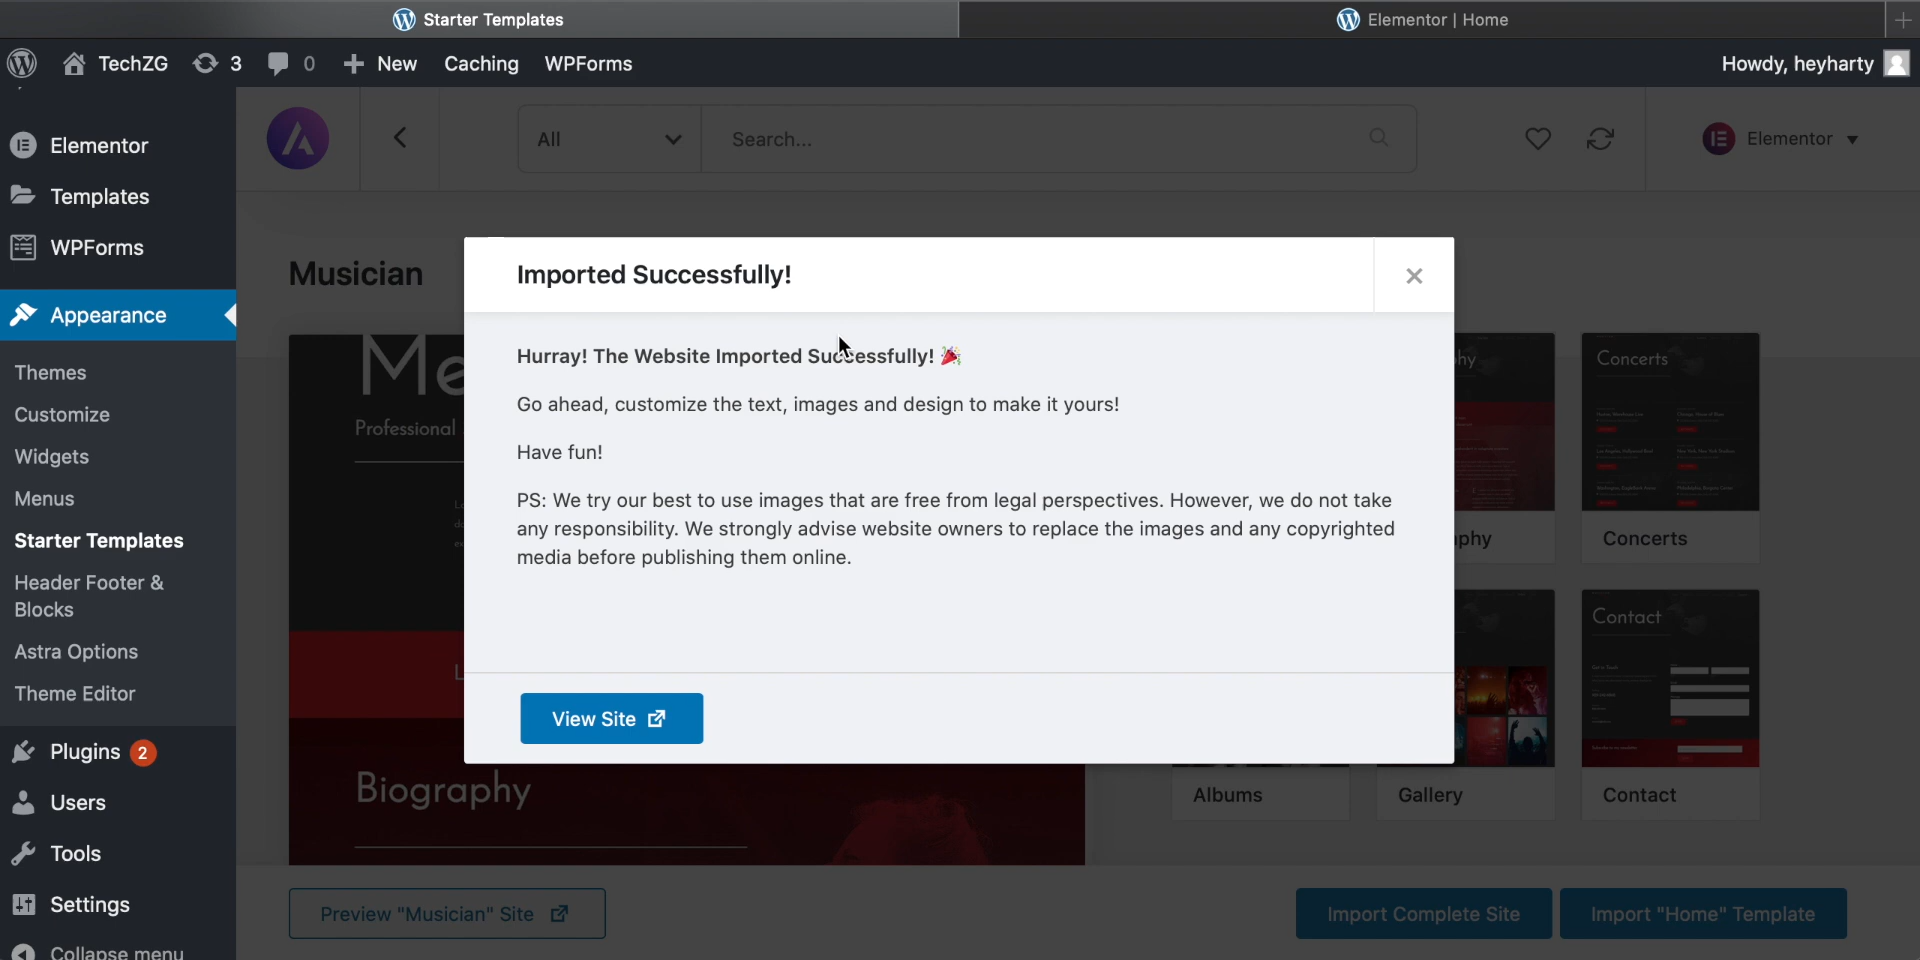 Starter Templates
Elementor | Home
TechZG 3 0 New Caching WPForms
Howdy, heyharty
Elementor
Templates
WPForms
Appearance
Themes
Customize
Widgets
Menus
Starter Templates
Header Footer &
Blocks
Astra Options
Theme Editor
Plugins 2
Users
Tools
Settings
Collapse menu
All
Search...
Elementor
Musician
Imported Successfully!
Hurray! The Website Imported Successfully! 🎉
Go ahead, customize the text, images and design to make it yours!
Have fun!
PS: We try our best to use images that are free from legal perspectives. However, we do not take
any responsibility. We strongly advise website owners to replace the images and any copyrighted
media before publishing them online.
View Site
Me
Professional
Biography
Concerts
Concerts
Contact
Albums
Gallery
Contact
Preview "Musician" Site
Import Complete Site
Import "Home" Template